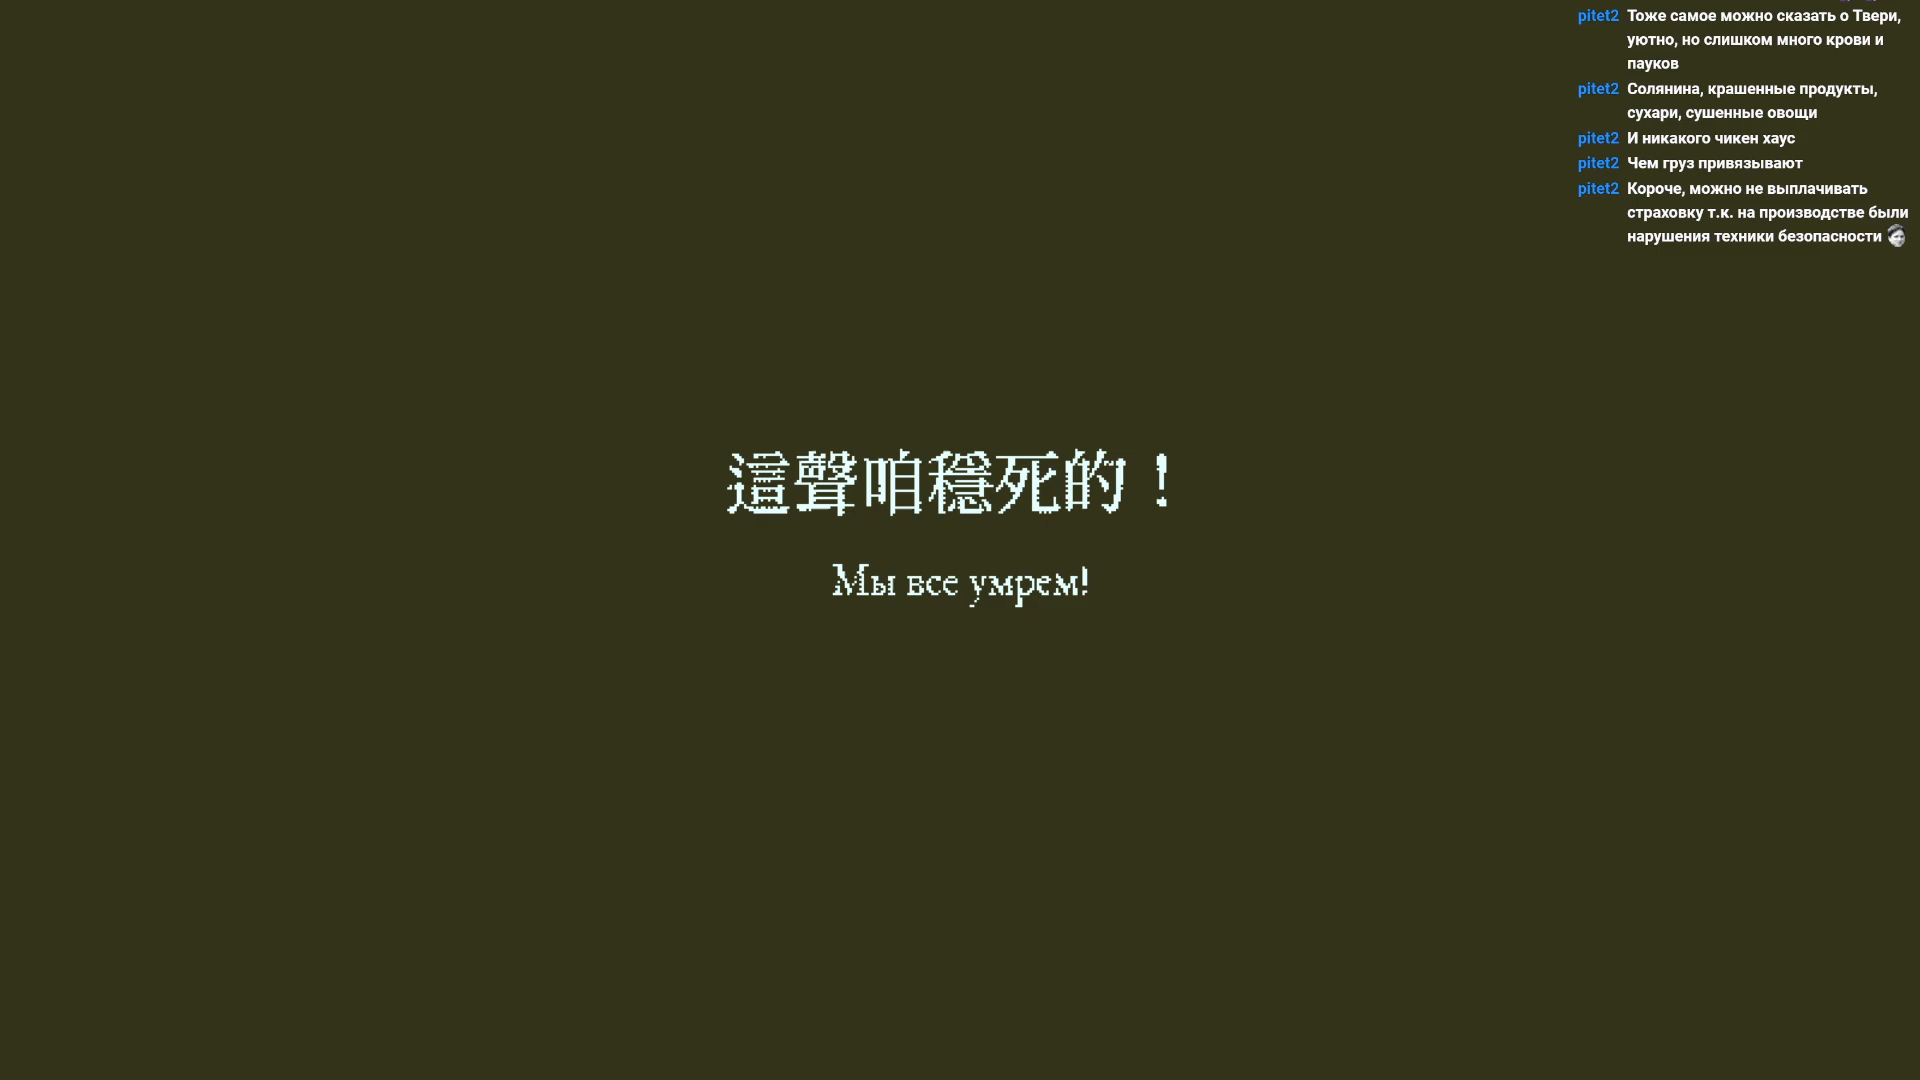 這聲咱穩死的！
Мы все умрем!
pitet2 Тоже самое можно сказать о Твери,
уютно, но слишком много крови и
пауков
pitet2 Солянина, крашенные продукты,
сухари, сушенные овощи
pitet2 И никакого чикен хаус
pitet2 Чем груз привязывают
pitet2 Короче, можно не выплачивать
страховку т.к. на производстве были
нарушения техники безопасности